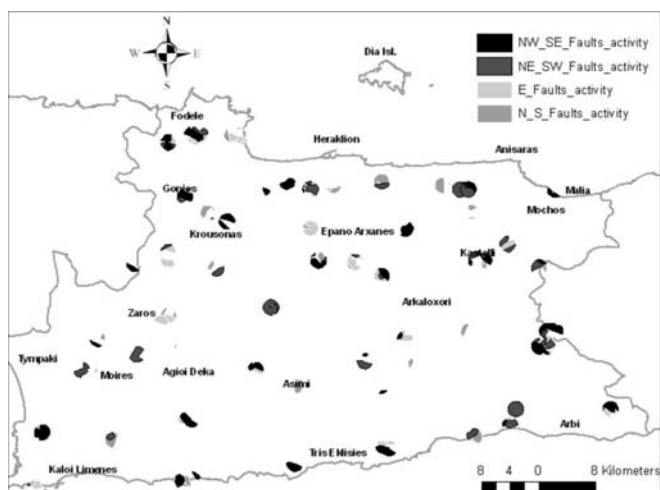 N
W E
S
Dia Isl.
NW_SE_Faults_activity
NE_SW_Faults_activity
E_Faults_activity
N_S_Faults_activity
Fodele
Heraklion
Anisaras
Gonies
Malia
Mochos
Krousonas
Epano Arxanes
Kastelli
Zaros
Arkaloxori
Tympaki
Moires
Agioi Deka
Asimi
Arbi
Tris Eklisies
Kaloi Limenes
8 4 0 8 Kilometers